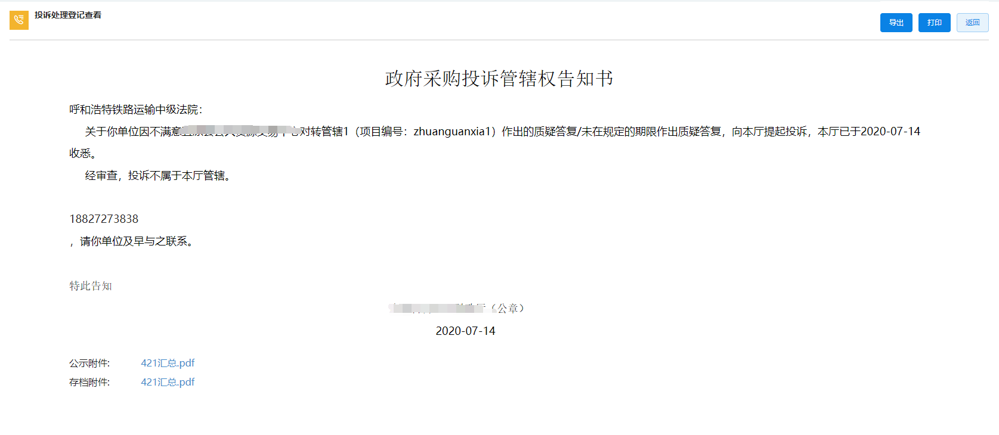 投诉处理登记查看
导出 打印 返回
政府采购投诉管辖权告知书
呼和浩特铁路运输中级法院：
关于你单位因不满意 对转管辖1（项目编号：zhuanguanxia1）作出的质疑答复/未在规定的期限作出质疑答复，向本厅提起投诉，本厅已于2020-07-14
收悉。
经审查，投诉不属于本厅管辖。
18827273838
，请你单位及早与之联系。
特此告知
（公章）
2020-07-14
公示附件: 421汇总.pdf
存档附件: 421汇总.pdf